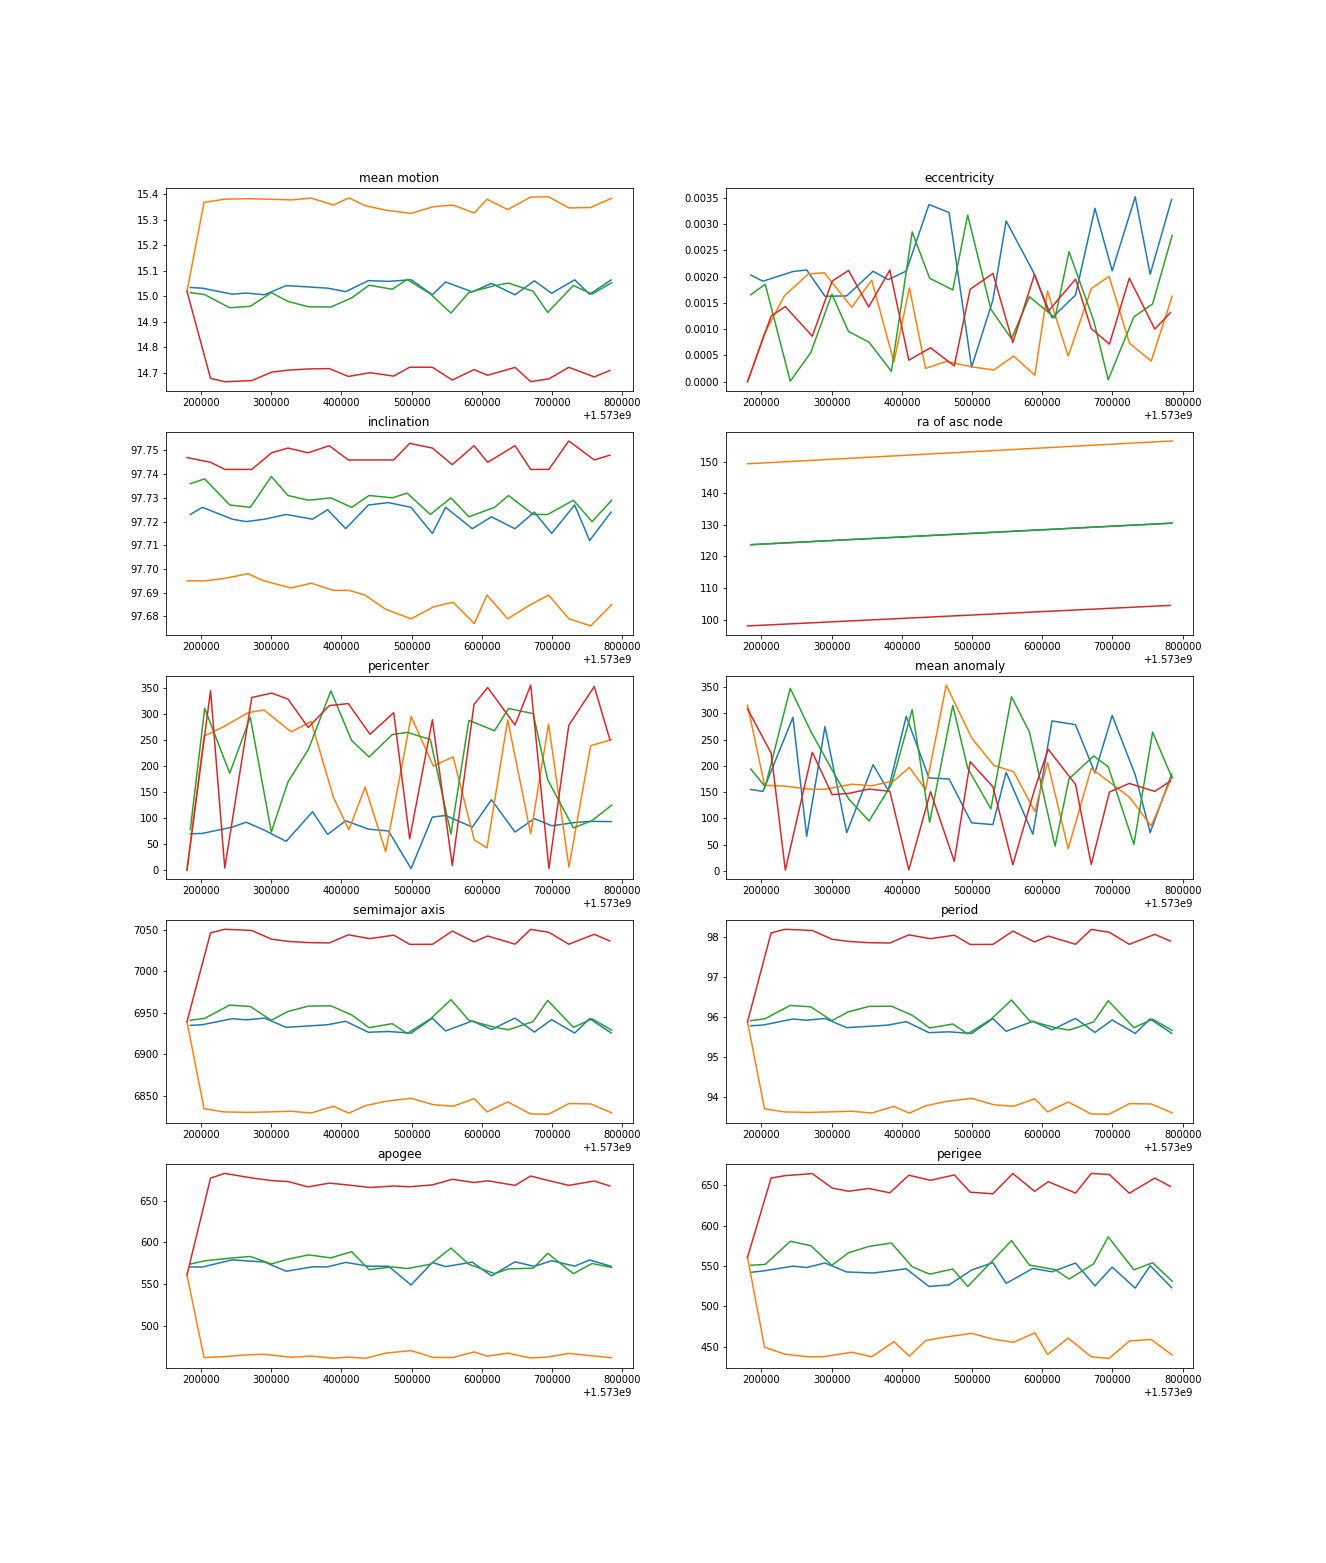 mean motion
15.4
15.3
15.2
15.1
15.0
14.9
14.8
14.7
200000 300000 400000 500000 600000 700000 800000
+1.573e9
eccentricity
0.0035
0.0030
0.0025
0.0020
0.0015
0.0010
0.0005
0.0000
200000 300000 400000 500000 600000 700000 800000
+1.573e9
inclination
97.75
97.74
97.73
97.72
97.71
97.70
97.69
97.68
200000 300000 400000 500000 600000 700000 800000
+1.573e9
ra of asc node
150
140
130
120
110
100
200000 300000 400000 500000 600000 700000 800000
+1.573e9
pericenter
350
300
250
200
150
100
50
0
200000 300000 400000 500000 600000 700000 800000
+1.573e9
mean anomaly
350
300
250
200
150
100
50
0
200000 300000 400000 500000 600000 700000 800000
+1.573e9
semimajor axis
7050
7000
6950
6900
6850
200000 300000 400000 500000 600000 700000 800000
+1.573e9
period
98
97
96
95
94
200000 300000 400000 500000 600000 700000 800000
+1.573e9
apogee
650
600
550
500
200000 300000 400000 500000 600000 700000 800000
+1.573e9
perigee
650
600
550
500
450
200000 300000 400000 500000 600000 700000 800000
+1.573e9